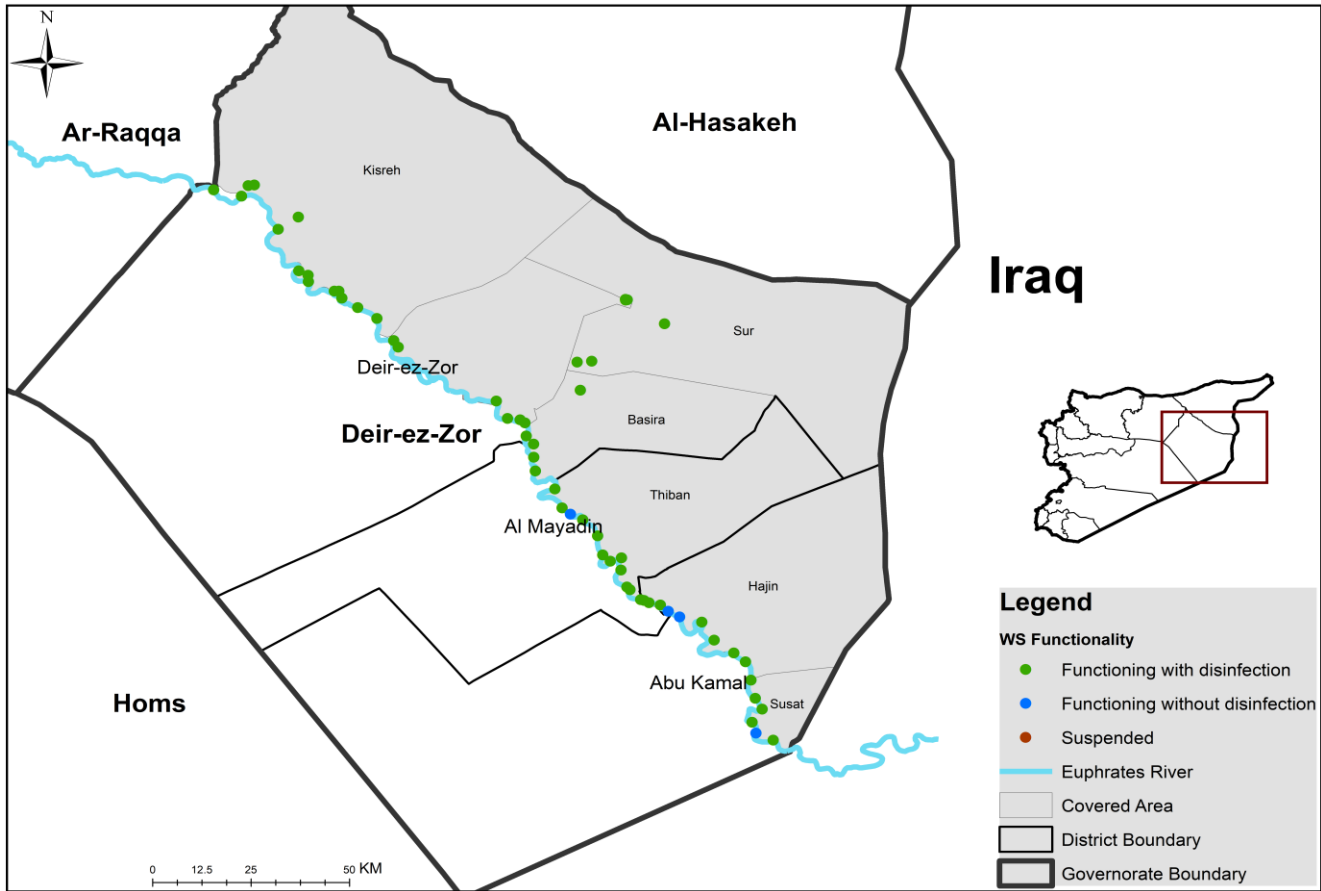 N
Ar-Raqqa
Al-Hasakeh
Kisreh
Iraq
Sur
Deir-ez-Zor
Deir-ez-Zor
Basira
Thiban
Al Mayadin
Hajin
Abu Kamal
Susat
Homs
0 12.5 25 50 KM
Legend
WS Functionality
Functioning with disinfection
Functioning without disinfection
Suspended
Euphrates River
Covered Area
District Boundary
Governorate Boundary